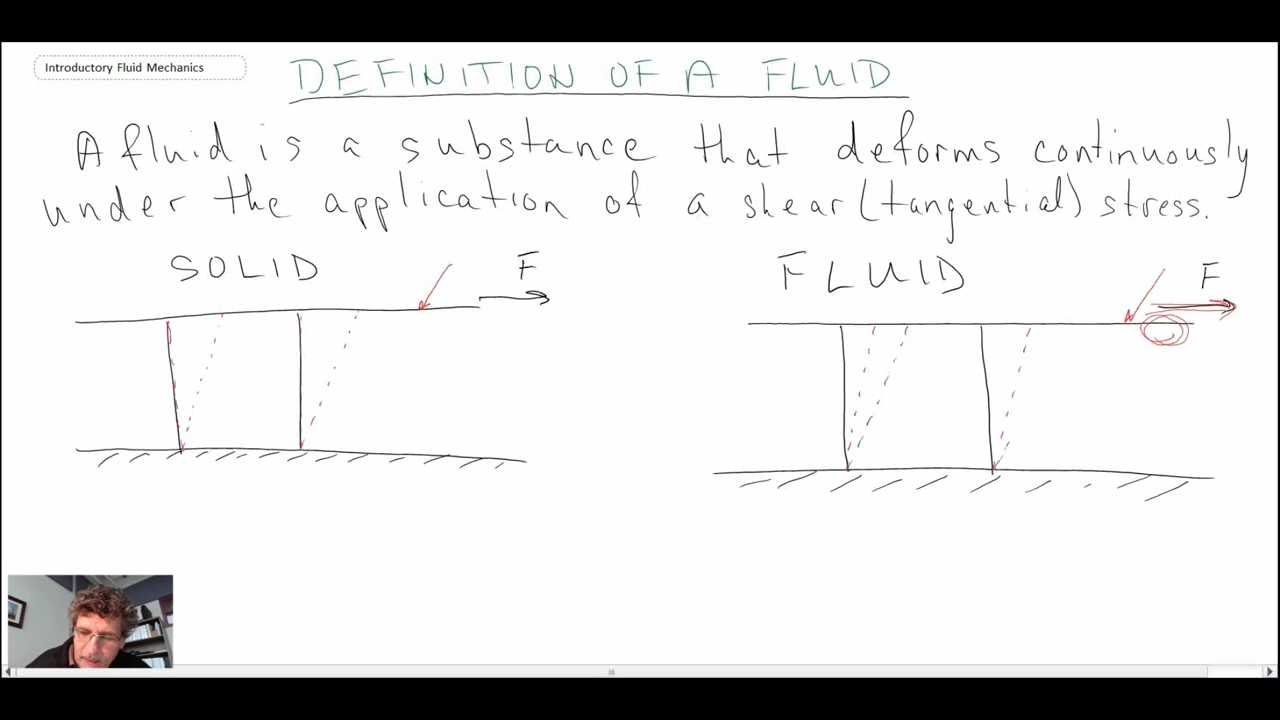 Introductory Fluid Mechanics
DEFINITION OF A FLUID
A fluid is a substance that deforms continuously
under the application of a shear (tangential) stress.
SOLID
F
FLUID
F